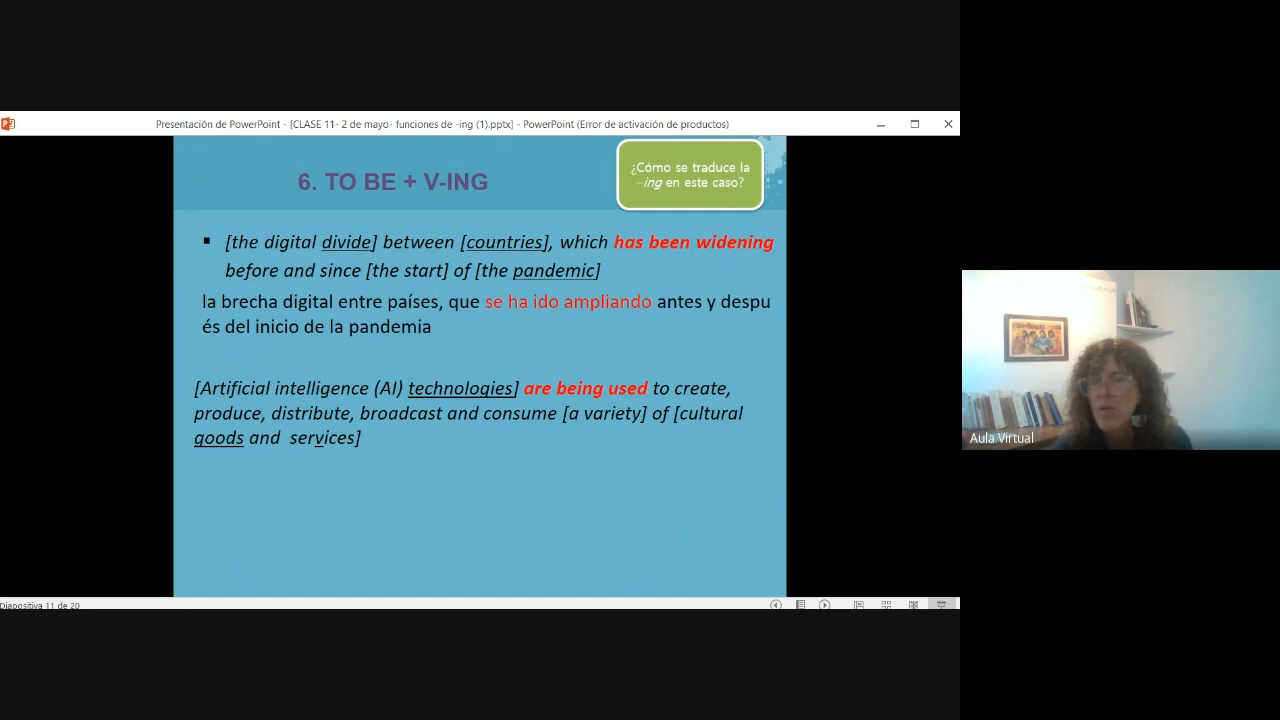 Presentación de PowerPoint - [CLASE 11- 2 de mayo- funciones de -ing (1).pptx] - PowerPoint (Error de activación de productos)
6. TO BE + V-ING
¿Cómo se traduce la
–ing en este caso?
▪ [the digital divide] between [countries], which has been widening
before and since [the start] of [the pandemic]
la brecha digital entre países, que se ha ido ampliando antes y despu
és del inicio de la pandemia
[Artificial intelligence (AI) technologies] are being used to create,
produce, distribute, broadcast and consume [a variety] of [cultural
goods and services]
Aula Virtual
Diapositiva 11 de 20